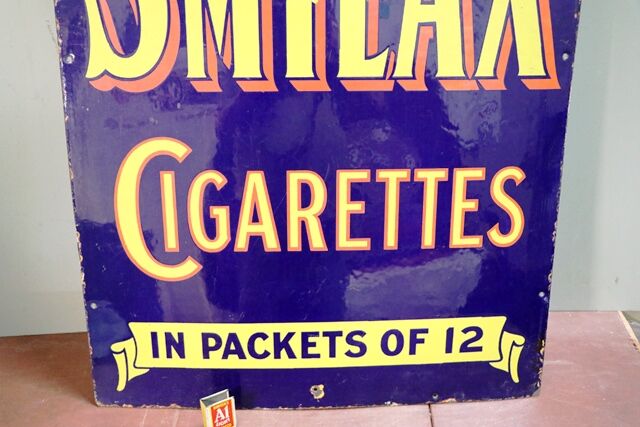 SMILAX
CIGARETTES
IN PACKETS OF 12
A1